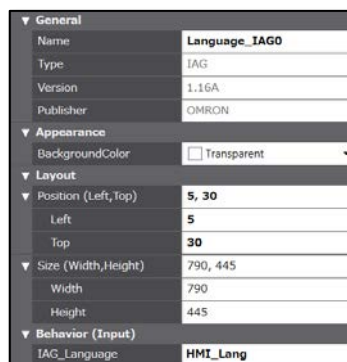 General
Name Language_IAG0
Type IAG
Version 1.16A
Publisher OMRON
Appearance
BackgroundColor Transparent
Layout
Position (Left,Top) 5, 30
Left 5
Top 30
Size (Width,Height) 790, 445
Width 790
Height 445
Behavior (Input)
IAG_Language HMI_Lang